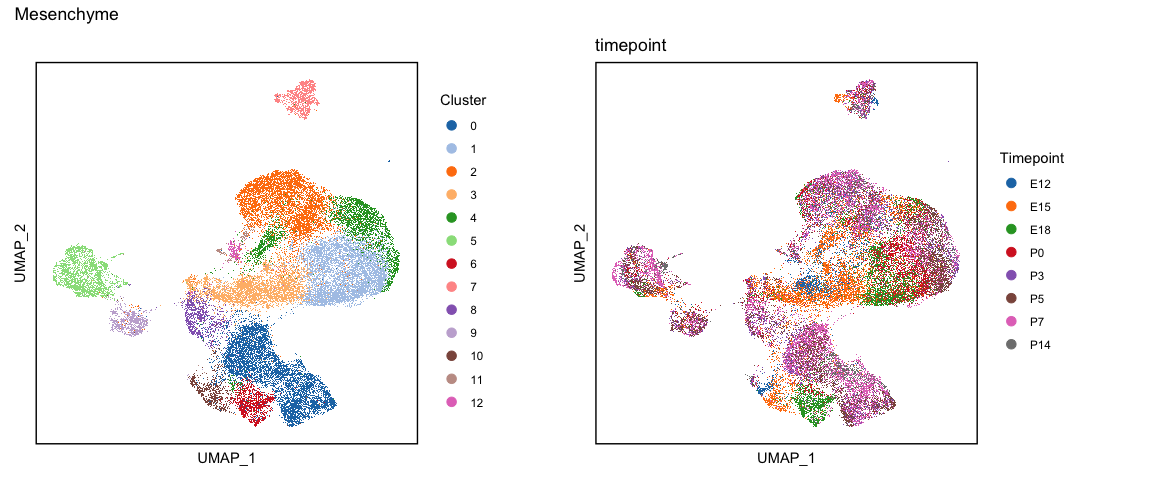 Mesenchyme
timepoint
UMAP_2
UMAP_1
Cluster
0
1
2
3
4
5
6
7
8
9
10
11
12
UMAP_2
UMAP_1
Timepoint
E12
E15
E18
P0
P3
P5
P7
P14